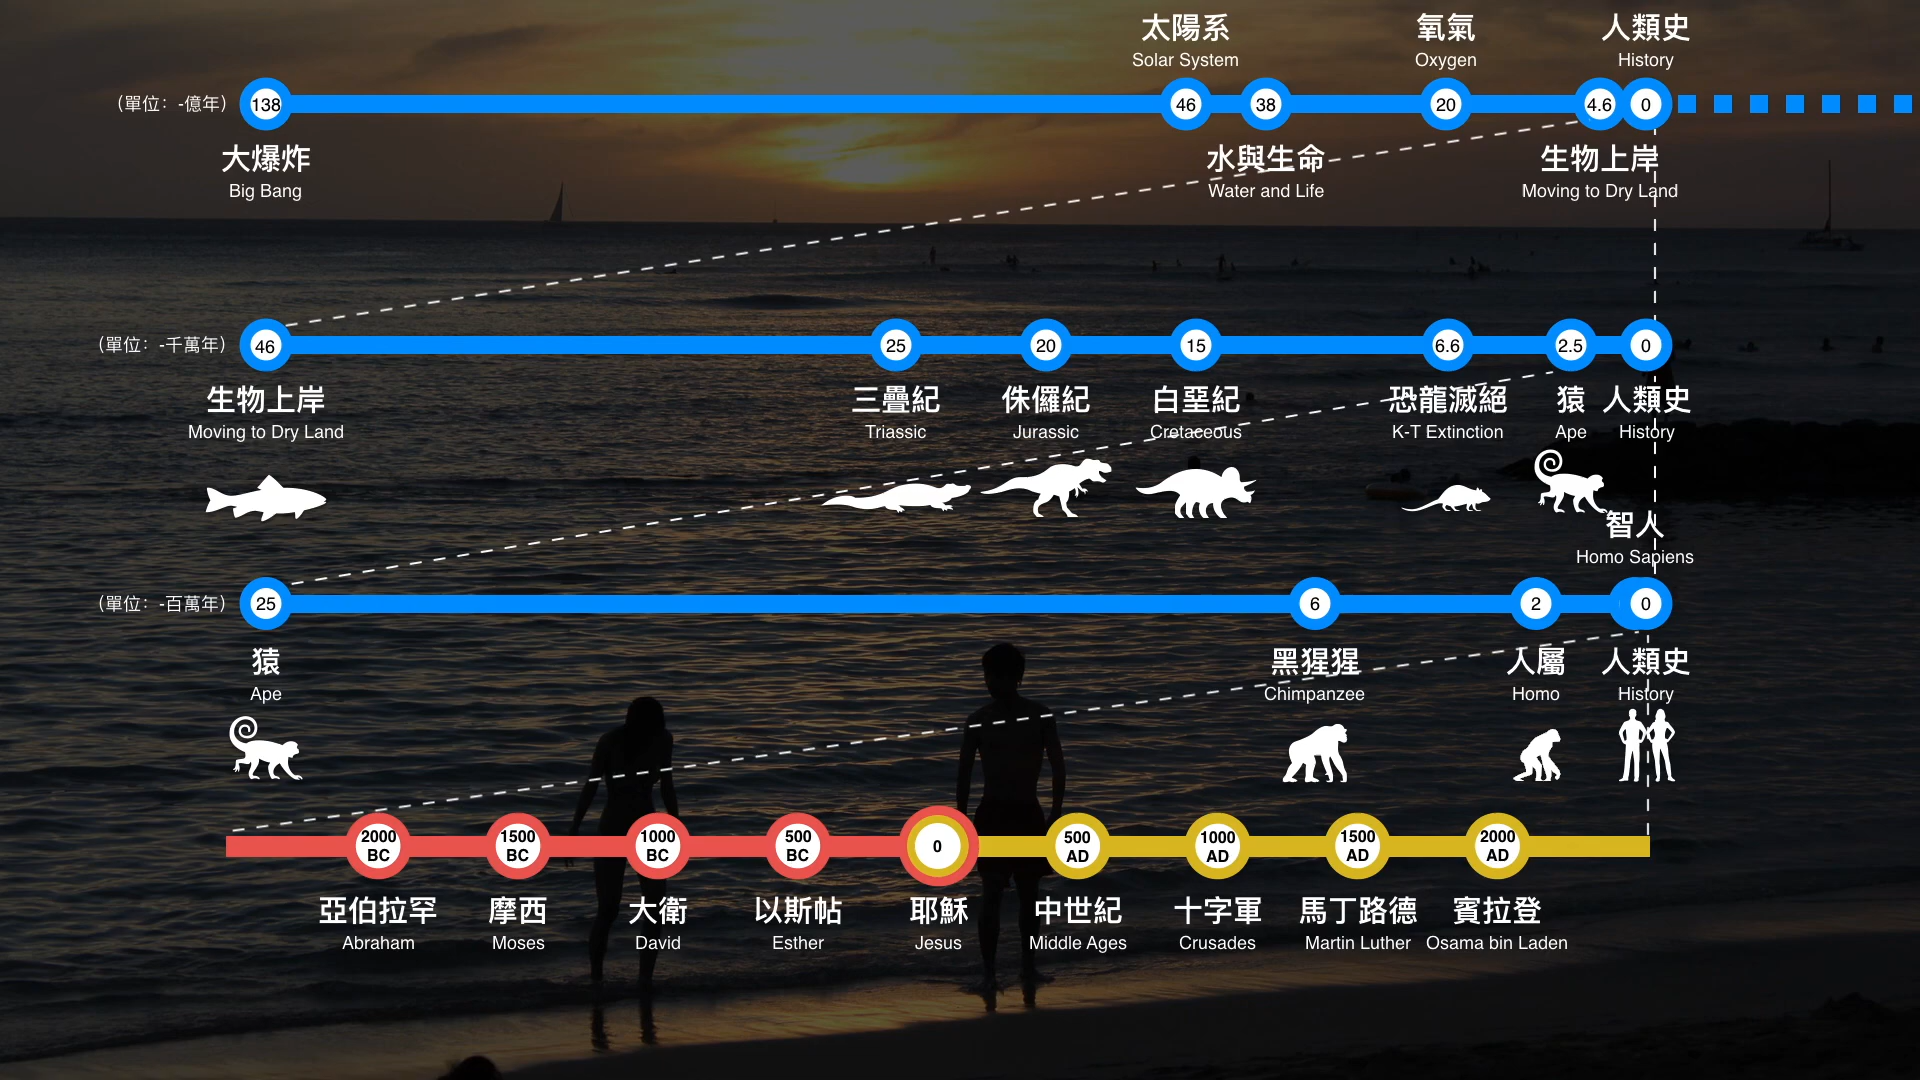 太陽系 氧氣 人類史
Solar System Oxygen History
(單位：-億年) 138 46 38 20 4.6 0
大爆炸 水與生命 生物上岸
Big Bang Water and Life Moving to Dry Land
(單位：-千萬年) 46 25 20 15 6.6 2.5 0
生物上岸 三疊紀 侏儸紀 白堊紀 恐龍滅絕 猿 人類史
Moving to Dry Land Triassic Jurassic Cretaceous K-T Extinction Ape History
智人
Homo Sapiens
(單位：-百萬年) 25 6 2 0
猿 黑猩猩 人屬 人類史
Ape Chimpanzee Homo History
2000 1500 1000 500 0 500 1000 1500 2000
BC BC BC BC AD AD AD AD
亞伯拉罕 摩西 大衛 以斯帖 耶穌 中世紀 十字軍 馬丁路德 賓拉登
Abraham Moses David Esther Jesus Middle Ages Crusades Martin Luther Osama bin Laden